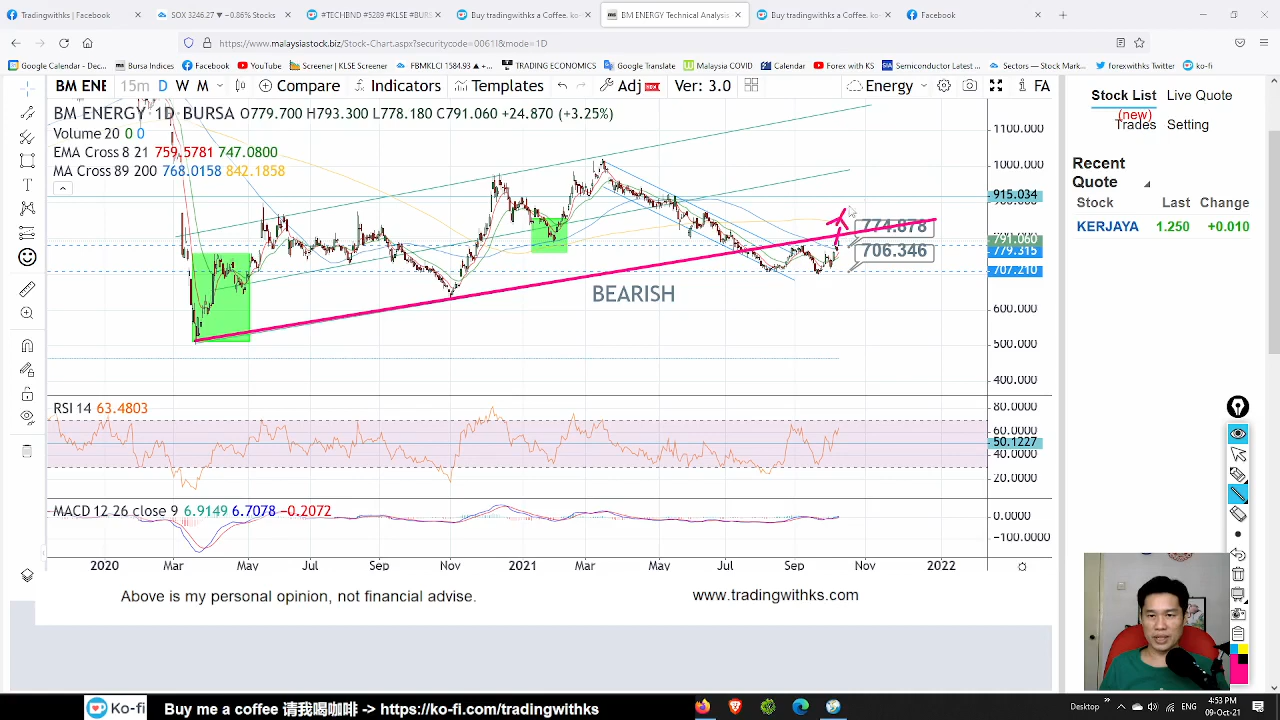 (1) Facebook
(1) tradingwithks
SOX 3246.27 ▼ −0.86% Stocks
#TECBND #5289 #KLSE #BURS
Buy tradingwithks a coffee. ko-fi.
BM ENERGY Technical Analysis
Buy tradingwithks a coffee. ko-fi.
Facebook
https://www.malaysiastock.biz/Stock-Chart.aspx?securitycode=0061I&mode=1D
Google Calendar - Dec...
Bursa Indices
Facebook
YouTube
Screener | KLSE Screener
FBMKLCI 1564.53 ▲ +...
TRADING ECONOMICS
Google Translate
Malaysia COVID
Calendar
Forex with KS
Semiconductor Latest ...
Sectors — Stock Mark...
forexwithks Twitter
ko-fi
BM ENE 15m D W M Compare Indicators Templates Adj Ver: 3.0 Energy FA
BM ENERGY 1D BURSA O779.700 H793.300 L778.180 C791.060 +24.870 (+3.25%)
Volume 20 0 0
EMA Cross 8 21 759.5781 747.0800
MA Cross 89 200 768.0158 842.1858
1100.000
1000.000
915.034
774.878
791.060
706.346
779.315
707.210
BEARISH
600.000
500.000
400.000
RSI 14 63.4803
80.0000
60.0000
50.1227
40.0000
20.0000
MACD 12 26 close 9 6.9149 6.7078 −0.2072
0.0000
−100.0000
2020 Mar May Jul Sep Nov 2021 Mar May Jul Sep Nov 2022
Above is my personal opinion, not financial advise.
www.tradingwithks.com
Stock List Live Quote
(new)
Trades Setting
Recent
Quote
Stock Last Change
KERJAYA 1.250 +0.010
Ko-fi Buy me a coffee 请我喝咖啡 -> https://ko-fi.com/tradingwithks
Desktop
4:53 PM
09-Oct-21